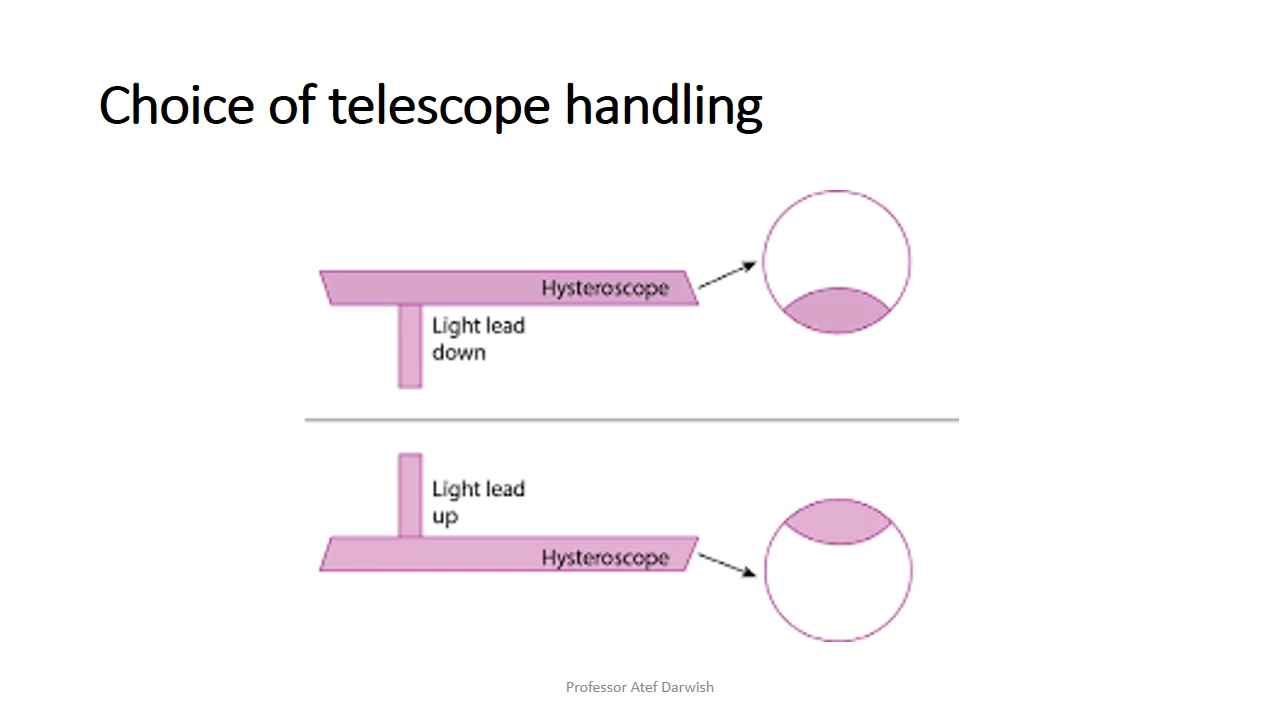 Choice of telescope handling
Hysteroscope
Light lead
down
Light lead
up
Hysteroscope
Professor Atef Darwish